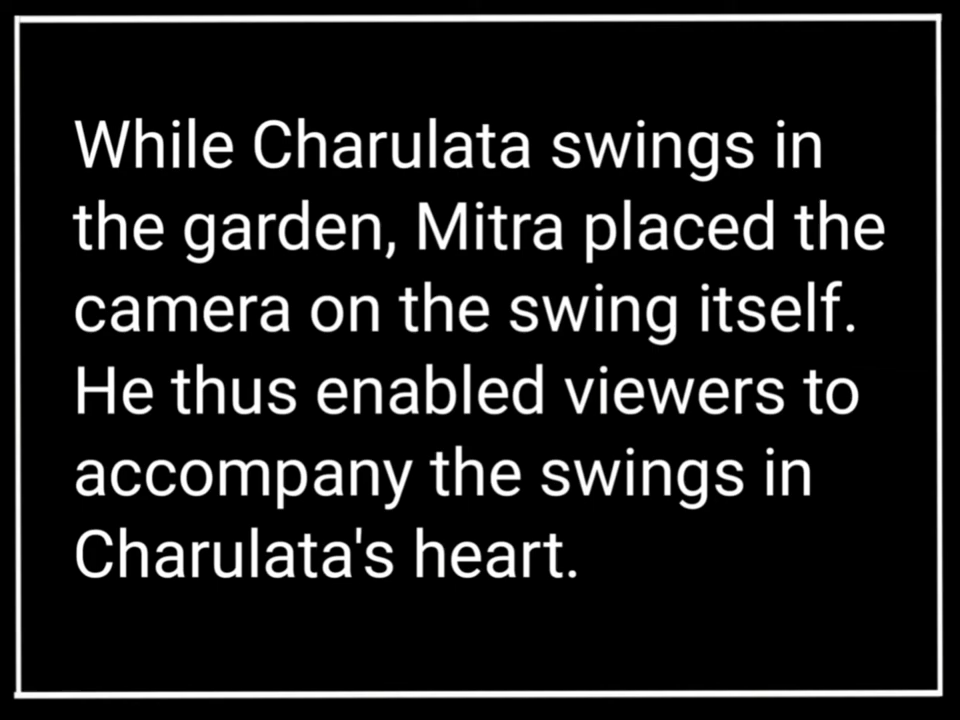 While Charulata swings in
the garden, Mitra placed the
camera on the swing itself.
He thus enabled viewers to
accompany the swings in
Charulata's heart.